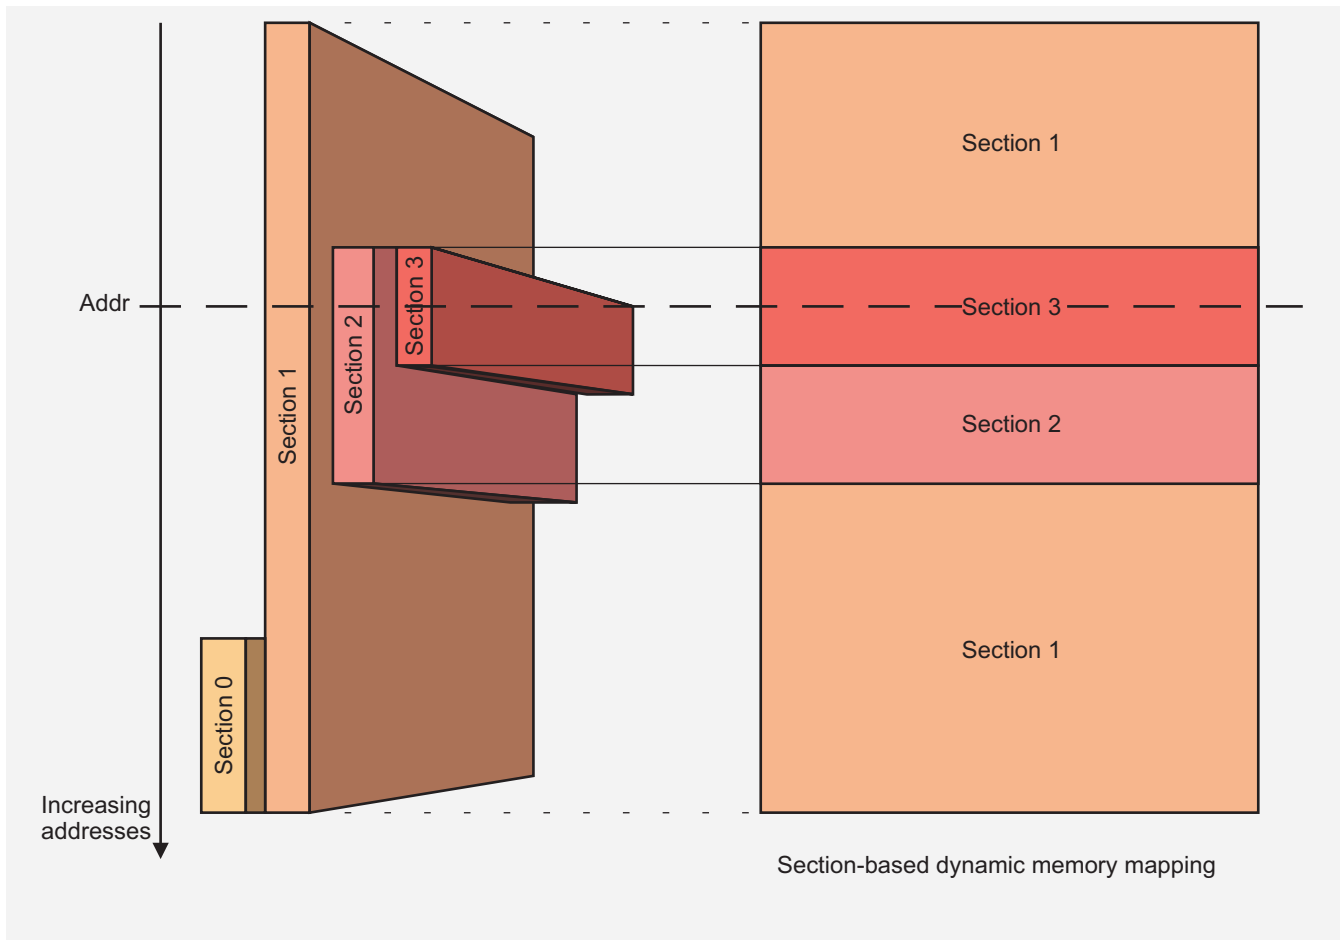 Section 1
Section 3
Addr
Section 3
Section 2
Section 1
Section 2
Section 1
Section 0
Increasing
addresses
Section-based dynamic memory mapping